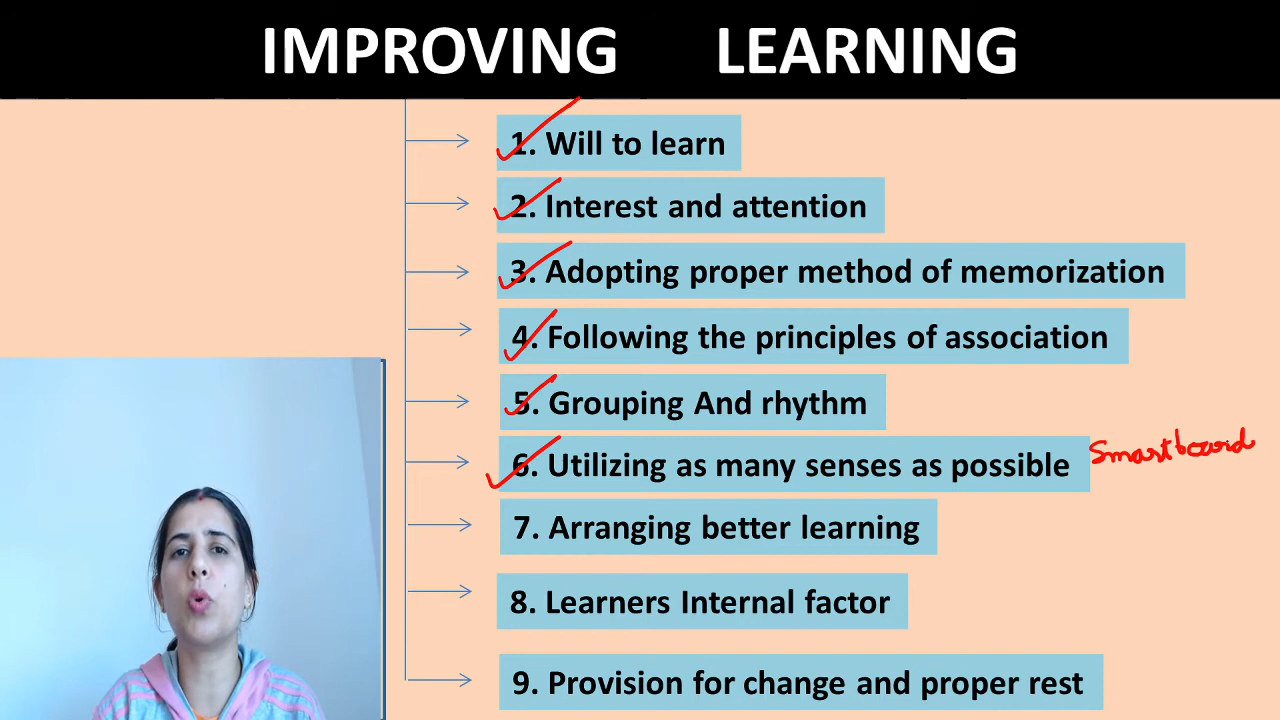 IMPROVING LEARNING
1. Will to learn
2. Interest and attention
3. Adopting proper method of memorization
4. Following the principles of association
5. Grouping And rhythm
6. Utilizing as many senses as possible Smartboard
7. Arranging better learning
8. Learners Internal factor
9. Provision for change and proper rest